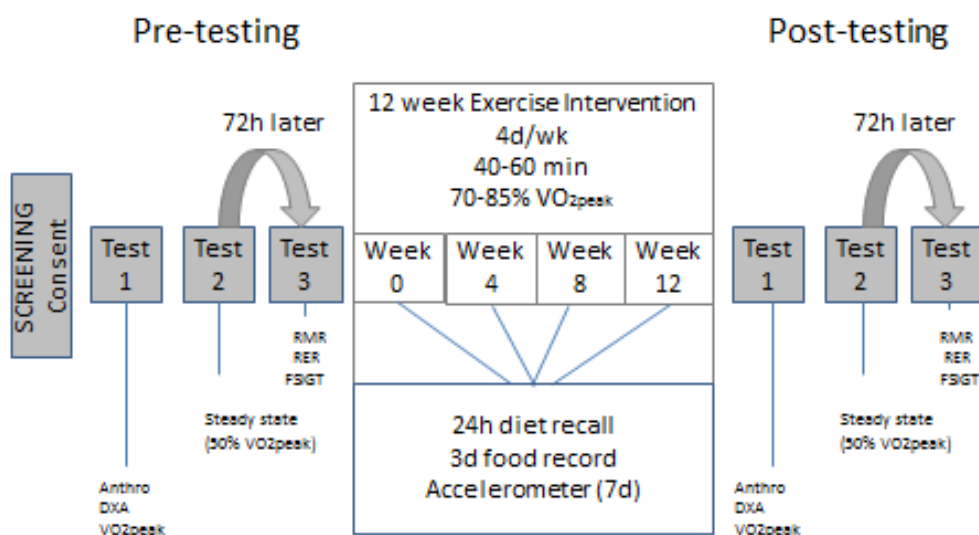 Pre-testing
Post-testing
12 week Exercise Intervention
4d/wk
40-60 min
70-85% VO2peak
72h later
72h later
SCREENING
Consent
Test
1
Test
2
Test
3
Week
0
Week
4
Week
8
Week
12
Test
1
Test
2
Test
3
RMR
RER
FSIGT
RMR
RER
FSIGT
Steady state
(50% VO2peak)
Steady state
(50% VO2peak)
24h diet recall
3d food record
Accelerometer (7d)
Anthro
DXA
VO2peak
Anthro
DXA
VO2peak